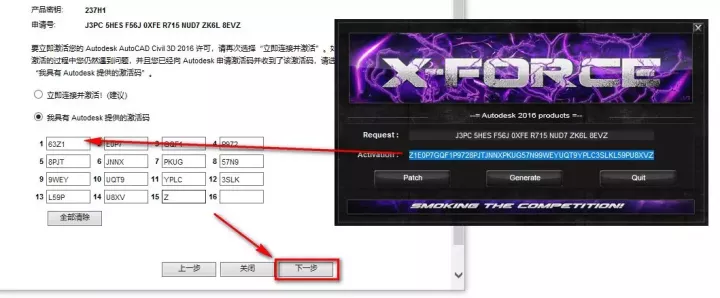 产品密钥: 237H1
申请号: J3PC 5HES F56J 0XFE R715 NUD7 ZK6L 8EVZ
要立即激活您的 Autodesk AutoCAD Civil 3D 2016 许可，请再次选择“立即连接并激活”。如
激活的过程中您仍然遇到问题，并且您已经向 Autodesk 申请激活码并收到了该激活码，请选
“我具有 Autodesk 提供的激活码”。
立即连接并激活! (建议)
我具有 Autodesk 提供的激活码
1 63Z1 2 E0P7 3 GQF1 4 P972
5 8PJT 6 JNNX 7 PKUG 8 57N9
9 9WEY 10 UQT9 11 YPLC 12 3SLK
13 L59P 14 U8XV 15 Z 16
全部清除
上一步 关闭 下一步
X-FORCE
--= Autodesk 2016 products =--
Request : J3PC 5HES F56J 0XFE R715 NUD7 ZK6L 8EVZ
Activation : Z1E0P7GQF1P9728PJTJNNXPKUG57N99WEYUQT9YPLC3SLKL59PU8XVZ
Patch Generate Quit
SMOKING THE COMPETITION!